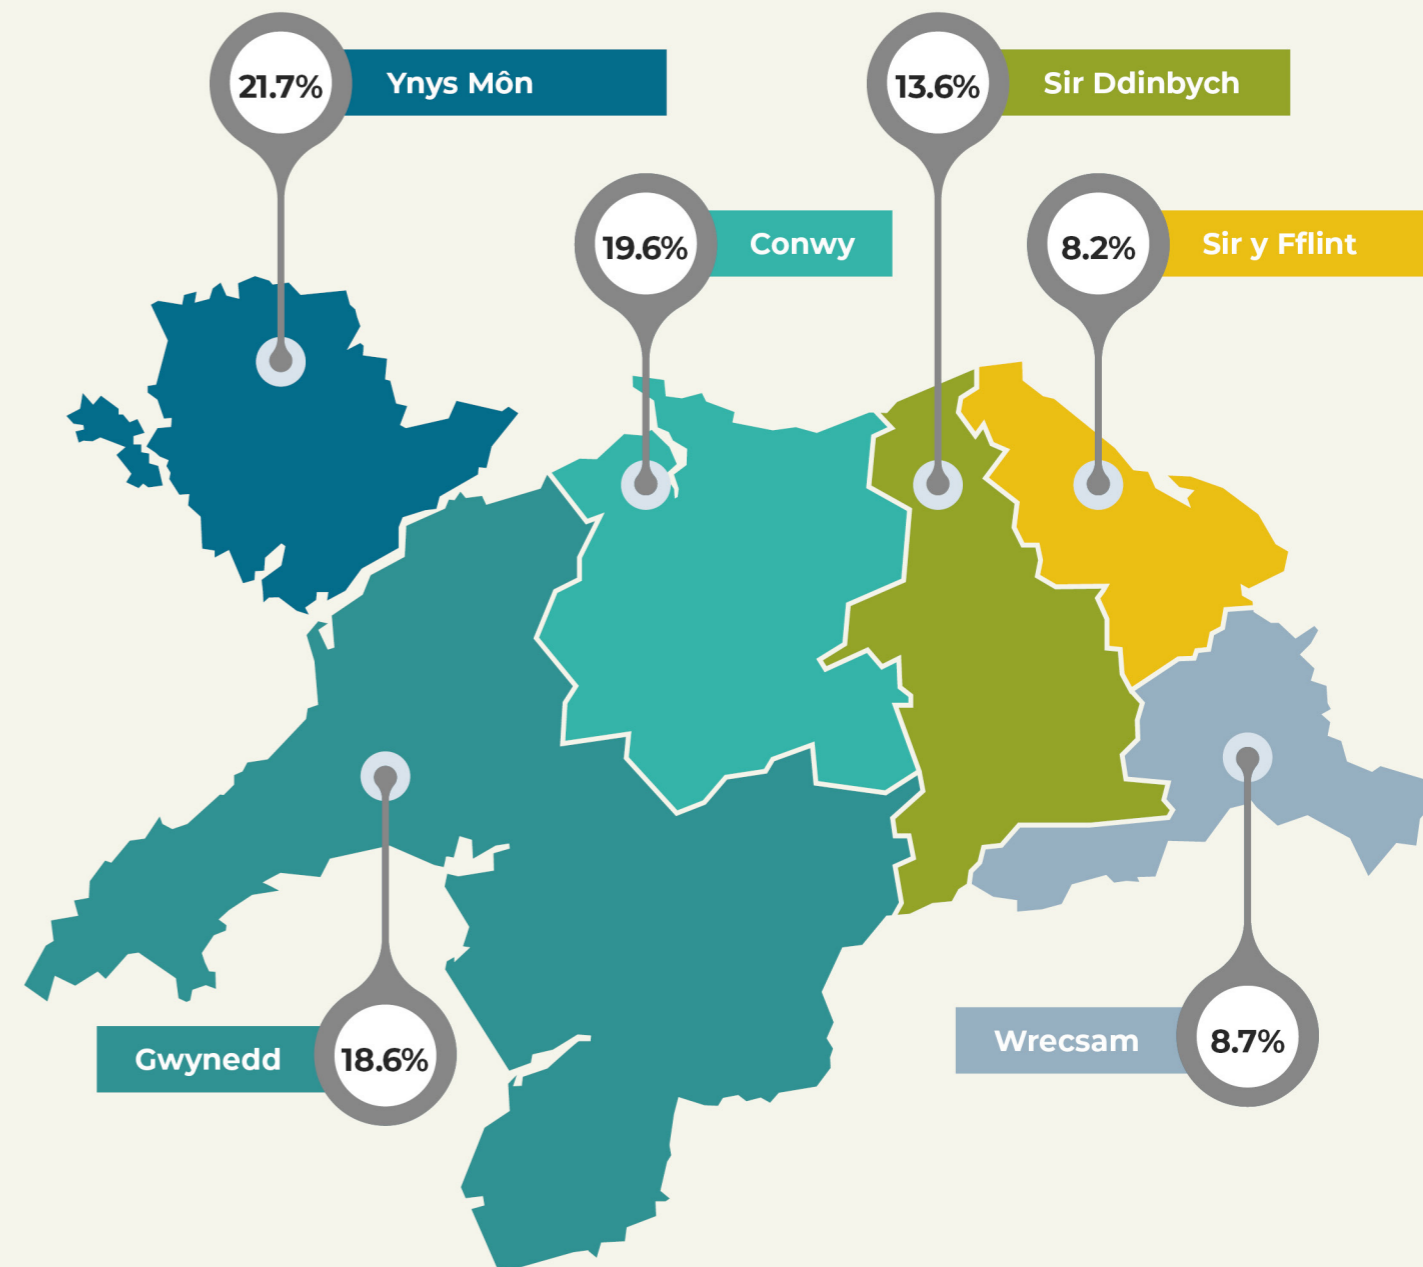 21.7%
Ynys Môn
13.6%
Sir Ddinbych
19.6%
Conwy
8.2%
Sir y Fflint
Gwynedd
18.6%
Wrecsam
8.7%